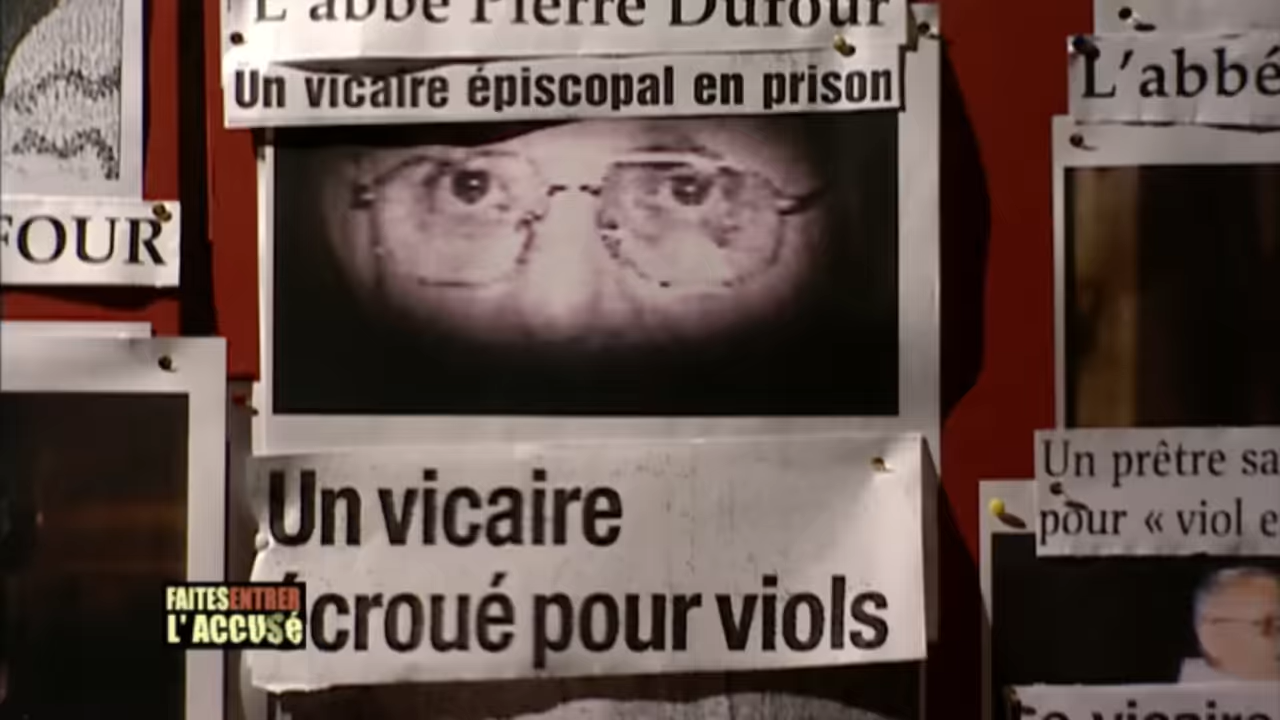 L'abbé Pierre Dufour
Un vicaire épiscopal en prison
L'abbé
FOUR
Un vicaire
écroué pour viols
Un prêtre sa
pour « viol e
FAITES ENTRER
L'ACCUSé
vicaire